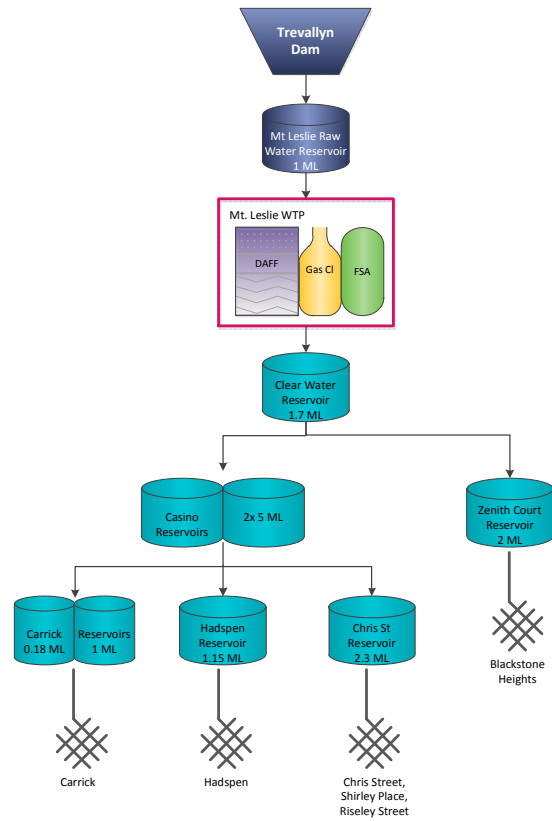 Trevallyn
Dam
Mt Leslie Raw
Water Reservoir
1 ML
Mt. Leslie WTP
DAFF
Gas Cl
FSA
Clear Water
Reservoir
1.7 ML
Casino
Reservoirs
2x 5 ML
Zenith Court
Reservoir
2 ML
Carrick
0.18 ML
Reservoirs
1 ML
Hadspen
Reservoir
1.15 ML
Chris St
Reservoir
2.3 ML
Blackstone
Heights
Carrick
Hadspen
Chris Street,
Shirley Place,
Riseley Street